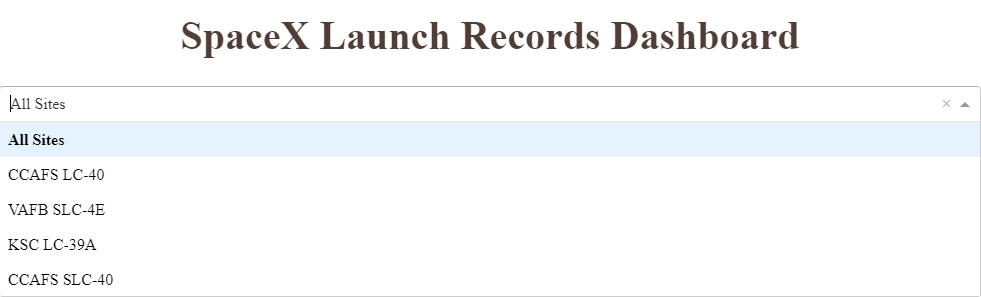 SpaceX Launch Records Dashboard
All Sites
All Sites
CCAFS LC-40
VAFB SLC-4E
KSC LC-39A
CCAFS SLC-40